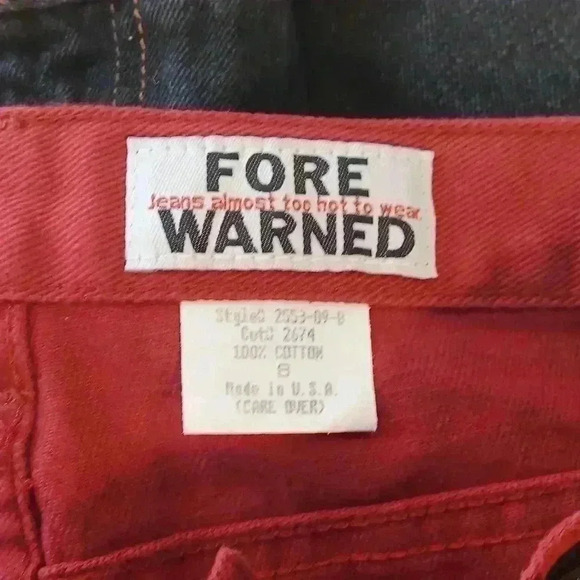 FORE
Jeans almost too hot to wear.
WARNED
Style# 2553-09-8
Cut# 2674
100% COTTON
8
Made in U.S.A.
(CARE OVER)